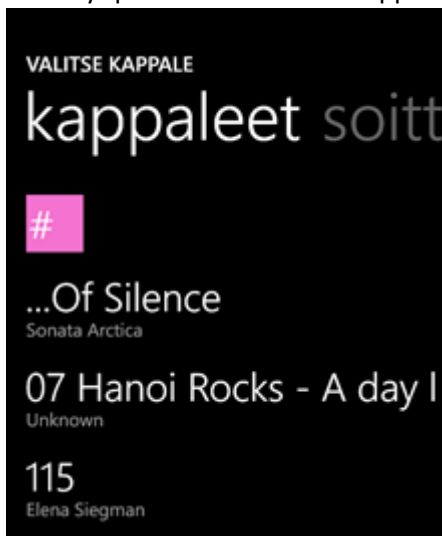 VALITSE KAPPALE
kappaleet soitt
#
...Of Silence
Sonata Arctica
07 Hanoi Rocks - A day l
Unknown
115
Elena Siegman